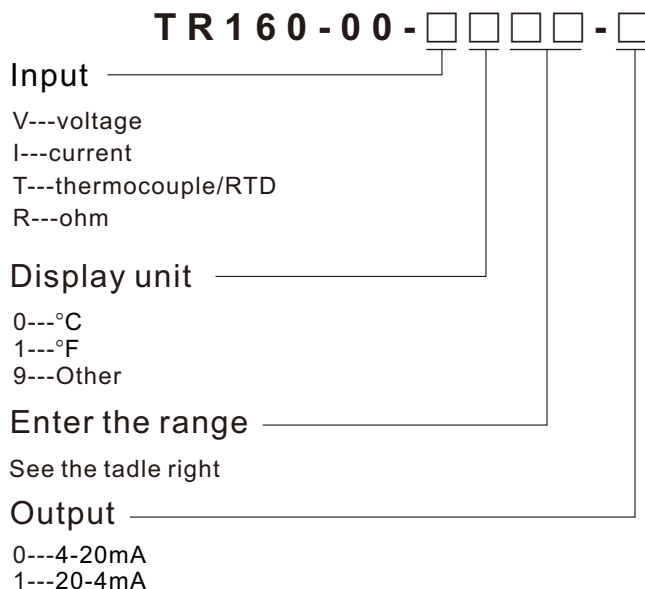 TR160-00-□□□□-□
Input
V---voltage
I---current
T---thermocouple/RTD
R---ohm
Display unit
0---°C
1---°F
9---Other
Enter the range
See the tadle right
Output
0---4-20mA
1---20-4mA